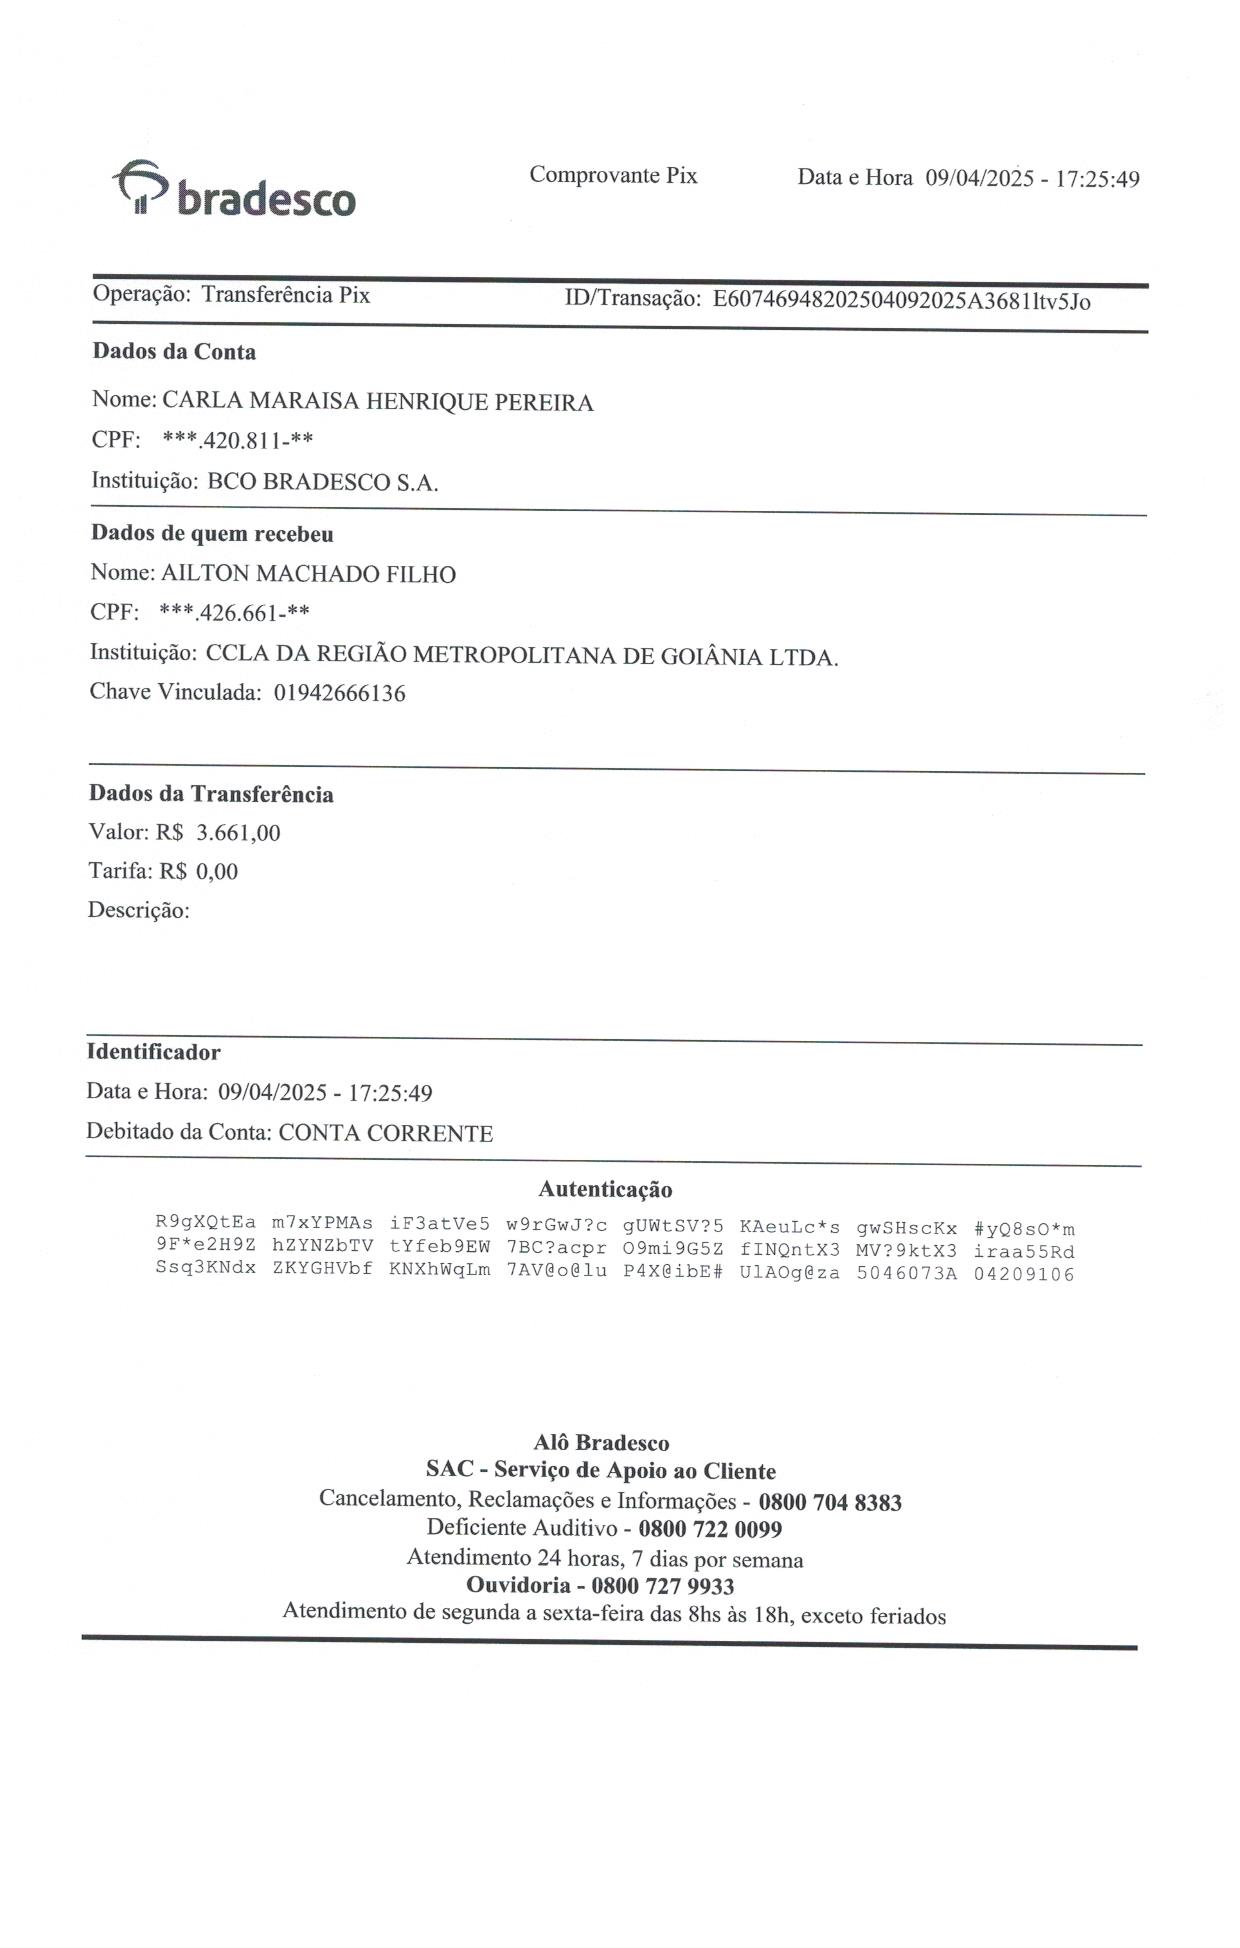 bradesco
Comprovante Pix
Data e Hora 09/04/2025 - 17:25:49
Operação: Transferência Pix
ID/Transação: E60746948202504092025A3681ltv5Jo
Dados da Conta
Nome: CARLA MARAISA HENRIQUE PEREIRA
CPF: ***.420.811-**
Instituição: BCO BRADESCO S.A.
Dados de quem recebeu
Nome: AILTON MACHADO FILHO
CPF: ***.426.661-**
Instituição: CCLA DA REGIÃO METROPOLITANA DE GOIÂNIA LTDA.
Chave Vinculada: 01942666136
Dados da Transferência
Valor: R$ 3.661,00
Tarifa: R$ 0,00
Descrição:
Identificador
Data e Hora: 09/04/2025 - 17:25:49
Debitado da Conta: CONTA CORRENTE
Autenticação
R9gXQtEa m7xYPMAs iF3atVe5 w9rGwJ?c gUWtSV?5 KAeuLc*s gwSHscKx #yQ8sO*m
9F*e2H9Z hZYNZbTV tYfeb9EW 7BC?acpr O9mi9G5Z fINQntX3 MV?9ktX3 iraa55Rd
Ssq3KNdx ZKYGHVbf KNXhWqLm 7AV@o@lu P4X@ibE# UlAOg@za 5046073A 04209106
Alô Bradesco
SAC - Serviço de Apoio ao Cliente
Cancelamento, Reclamações e Informações - 0800 704 8383
Deficiente Auditivo - 0800 722 0099
Atendimento 24 horas, 7 dias por semana
Ouvidoria - 0800 727 9933
Atendimento de segunda a sexta-feira das 8hs às 18h, exceto feriados